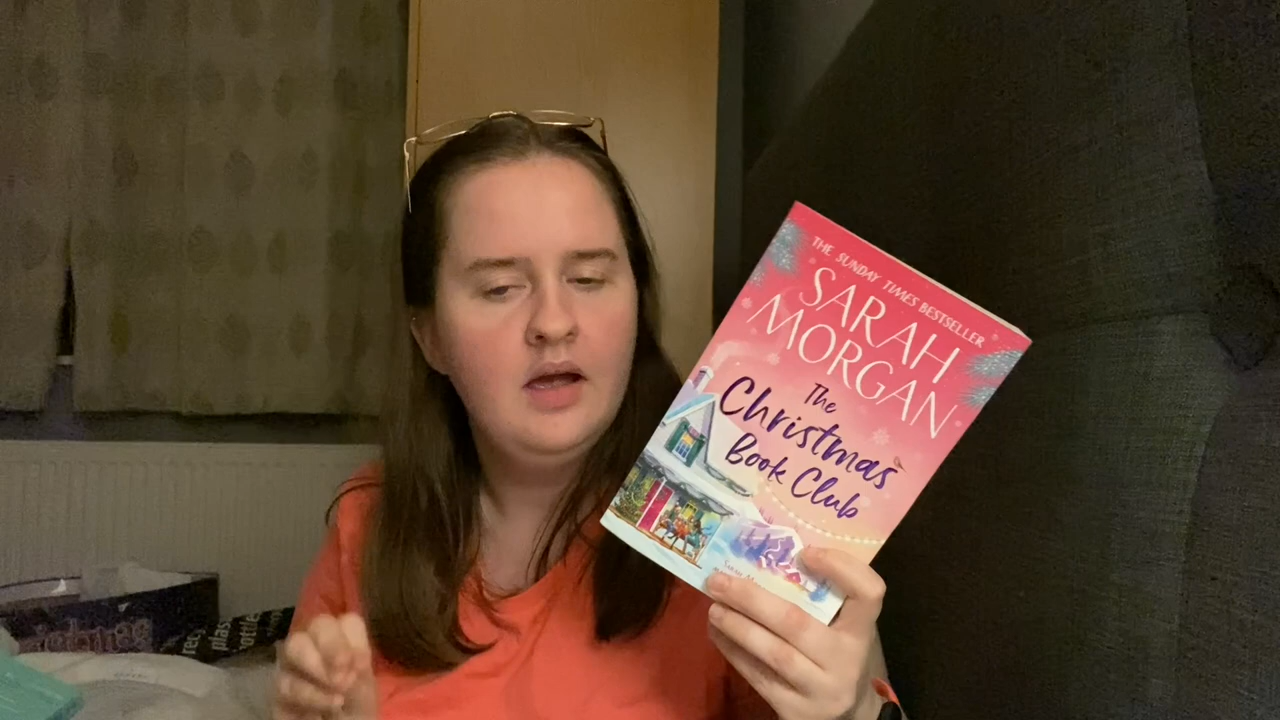 THE SUNDAY TIMES BESTSELLER
SARAH
MORGAN
The
Christmas
Book Club